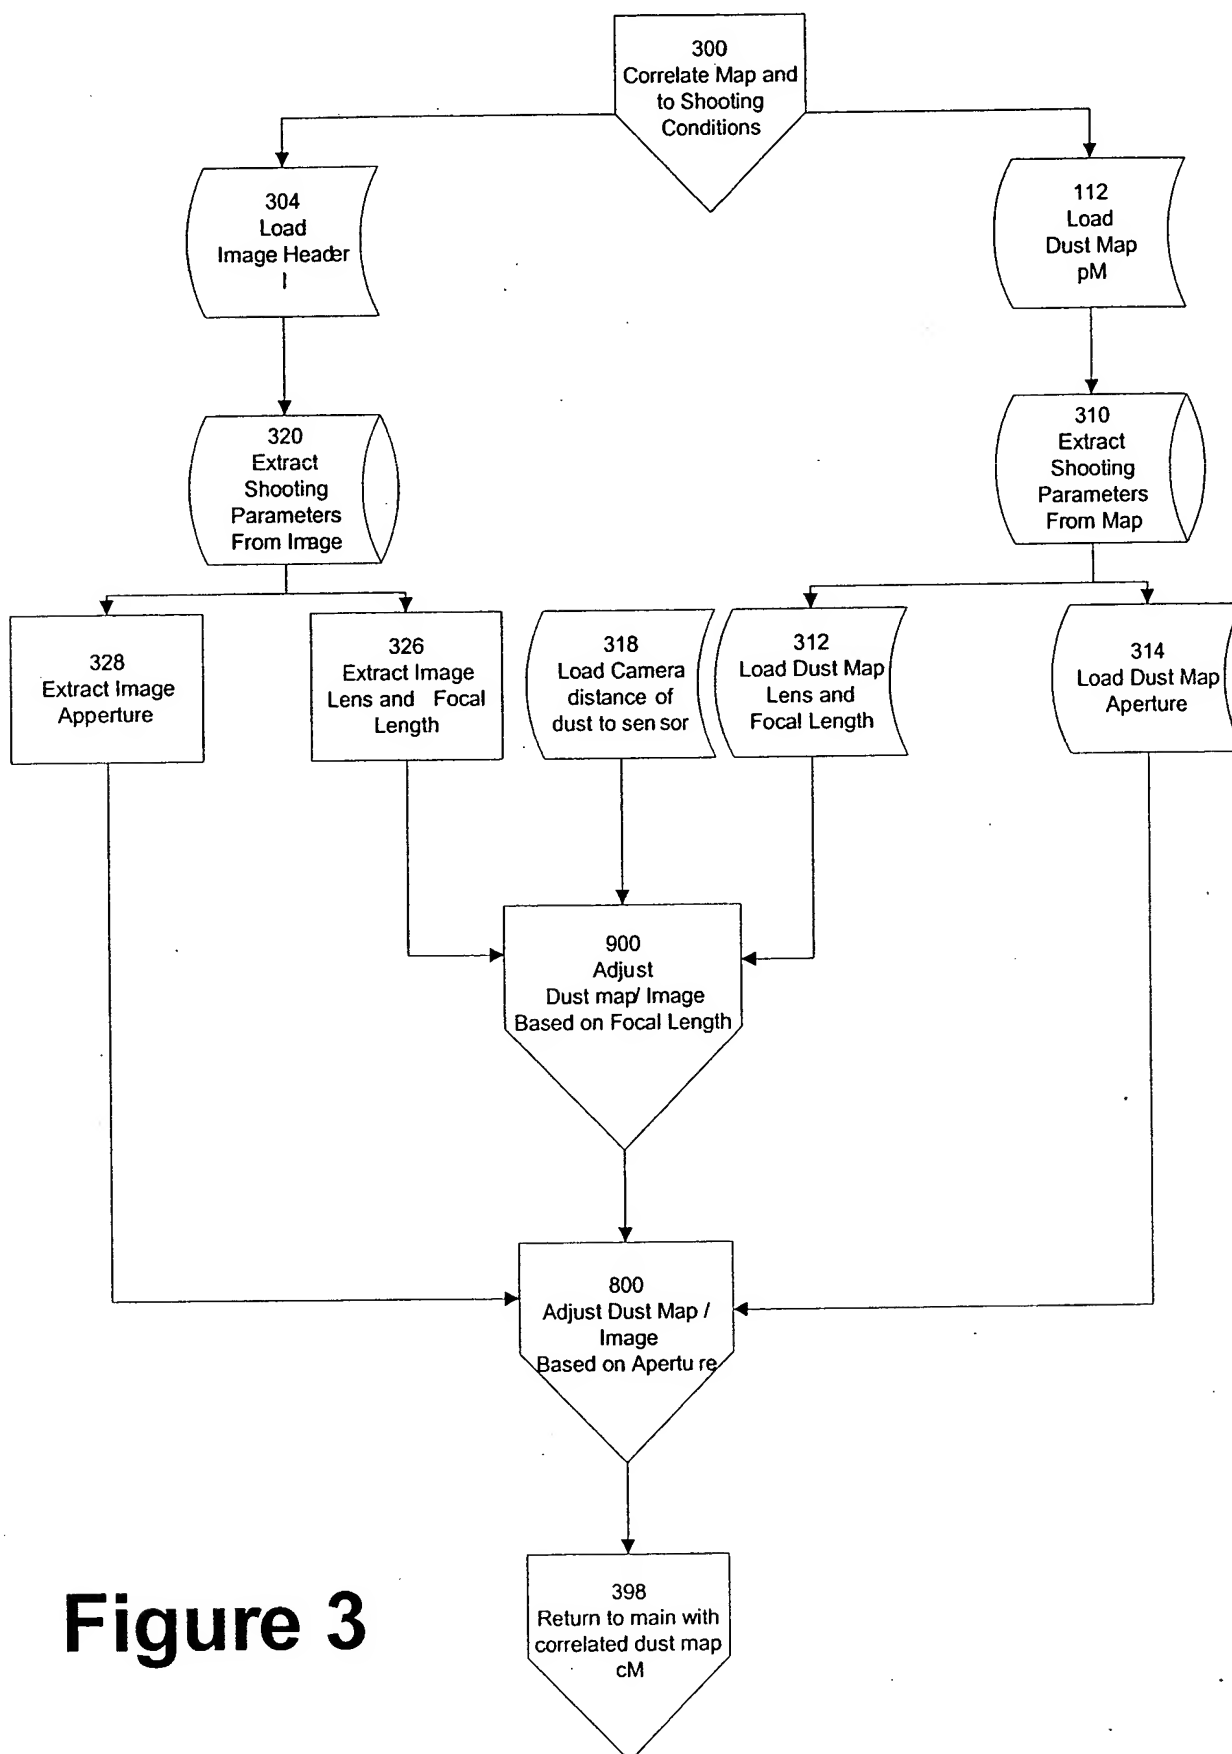 300
Correlate Map and
to Shooting
Conditions
304
Load
Image Header
I
112
Load
Dust Map
pM
320
Extract
Shooting
Parameters
From Image
310
Extract
Shooting
Parameters
From Map
328
Extract Image
Apperture
326
Extract Image
Lens and Focal
Length
318
Load Camera
distance of
dust to sensor
312
Load Dust Map
Lens and
Focal Length
314
Load Dust Map
Aperture
900
Adjust
Dust map/ Image
Based on Focal Length
800
Adjust Dust Map /
Image
Based on Aperture
398
Return to main with
correlated dust map
cM
Figure 3